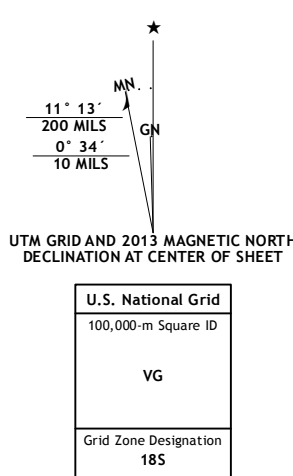 ★
MN
11° 13´
200 MILS
GN
0° 34´
10 MILS
UTM GRID AND 2013 MAGNETIC NORTH
DECLINATION AT CENTER OF SHEET
U.S. National Grid
100,000-m Square ID
VG
Grid Zone Designation
18S